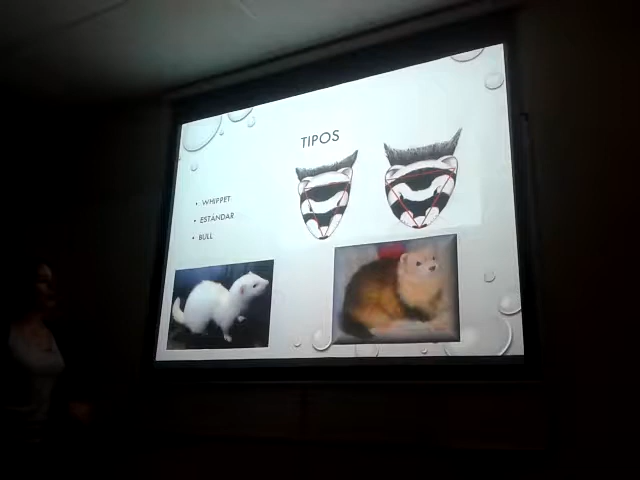 TIPOS
• WHIPPET
• ESTÁNDAR
• BULL